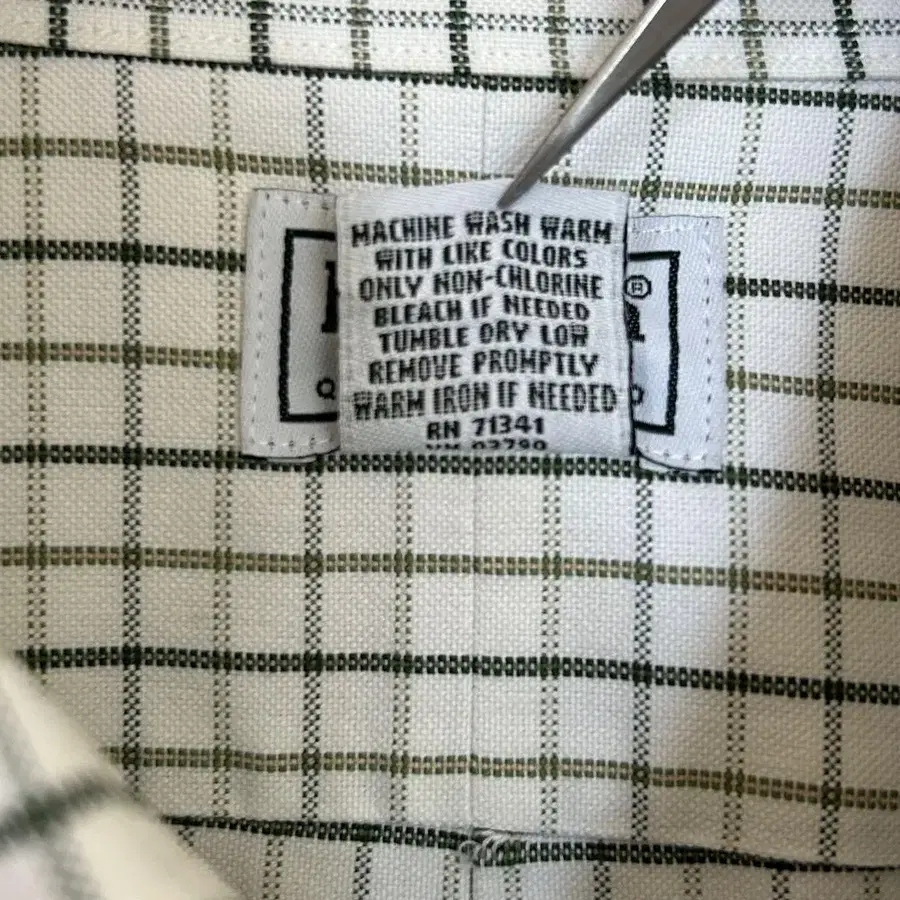 MACHINE WASH WARM
WITH LIKE COLORS
ONLY NON-CHLORINE
BLEACH IF NEEDED
TUMBLE DRY LOW
REMOVE PROMPTLY
WARM IRON IF NEEDED
RN 71341
®